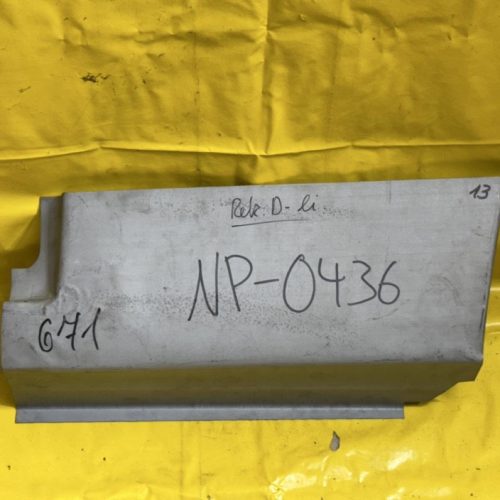 13
Rek. D- li.
NP-0436
671